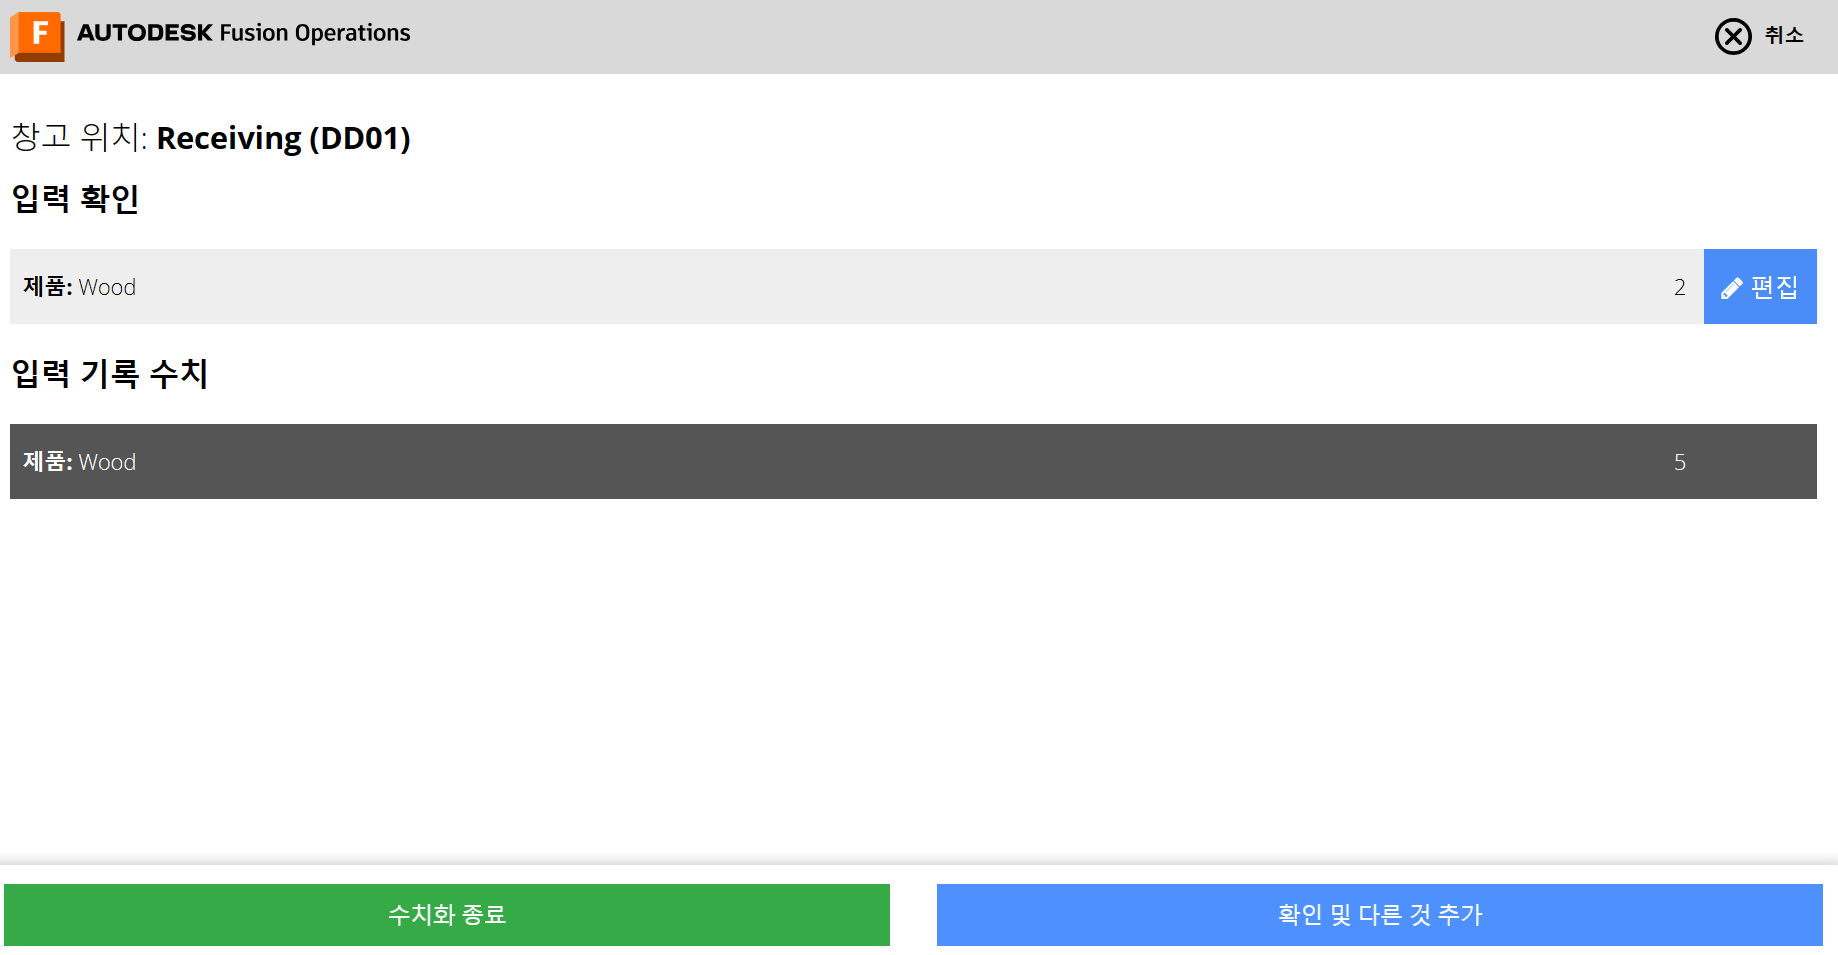 F AUTODESK Fusion Operations
취소
창고 위치: Receiving (DD01)
입력 확인
제품: Wood 2 편집
입력 기록 수치
제품: Wood 5
수치화 종료
확인 및 다른 것 추가